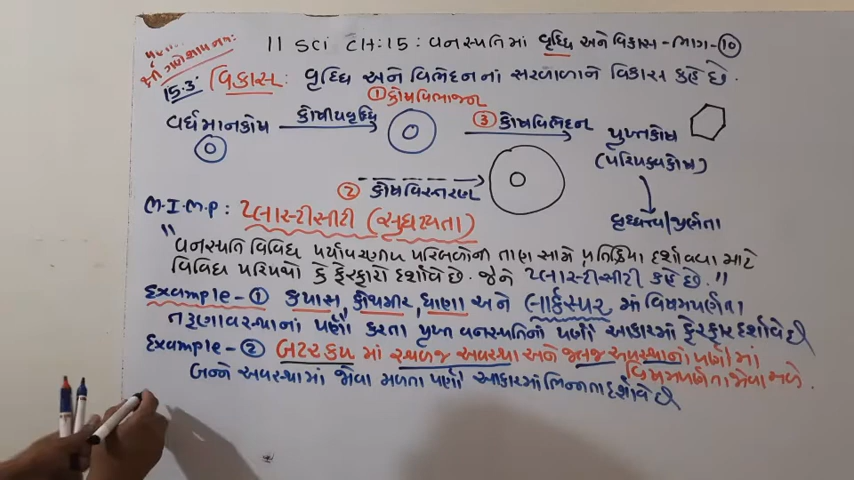 શ્રી ગણેશાય નમઃ
11 SCI CH:15: વનસ્પતિમાં વૃદ્ધિ અને વિકાસ-ભાગ-10
15.3 વિકાસ: વૃદ્ધિ અને વિભેદનનાં સરવાળાને વિકાસ કહે છે.
① કોષવિભાજન
વર્ધમાનકોષ કોષીયવૃદ્ધિ ③ કોષવિભેદન પુખ્તકોષ
(પરિપક્વકોષ)
② કોષવિસ્તરણ
વૃદ્ધત્વ/જીર્ણતા
M.I.M.P: પ્લાસ્ટીસીટી (સુઘટ્યતા)
"વનસ્પતિ વિવિધ પર્યાવરણીય પરિબળોની તાણ સામે પ્રતિક્રિયા દર્શાવવા માટે
વિવિધ પરિપથો કે ફેરફારો દર્શાવે છે. જેને પ્લાસ્ટીસીટી કહે છે."
Example-① કપાસ, કોથમીર, ધાણા અને લાર્કસ્પર માં વિષમપર્ણતા
તરૂણાવસ્થાનાં પર્ણો કરતા પુખ્ત વનસ્પતિનાં પર્ણો આકારમાં ફેરફાર દર્શાવે છે
Example-② બટરકપ માં સ્થળજ અવસ્થા અને જલજ અવસ્થાનાં પર્ણો માં
વિષમપર્ણતા જોવા મળે.
બન્ને અવસ્થામાં જોવા મળતા પર્ણો આકારમાં ભિન્નતા દર્શાવે છે